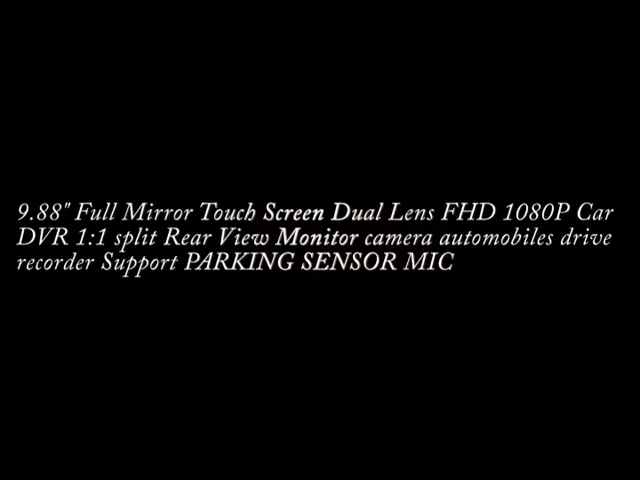 9.88" Full Mirror Touch Screen Dual Lens FHD 1080P Car
DVR 1:1 split Rear View Monitor camera automobiles drive
recorder Support PARKING SENSOR MIC